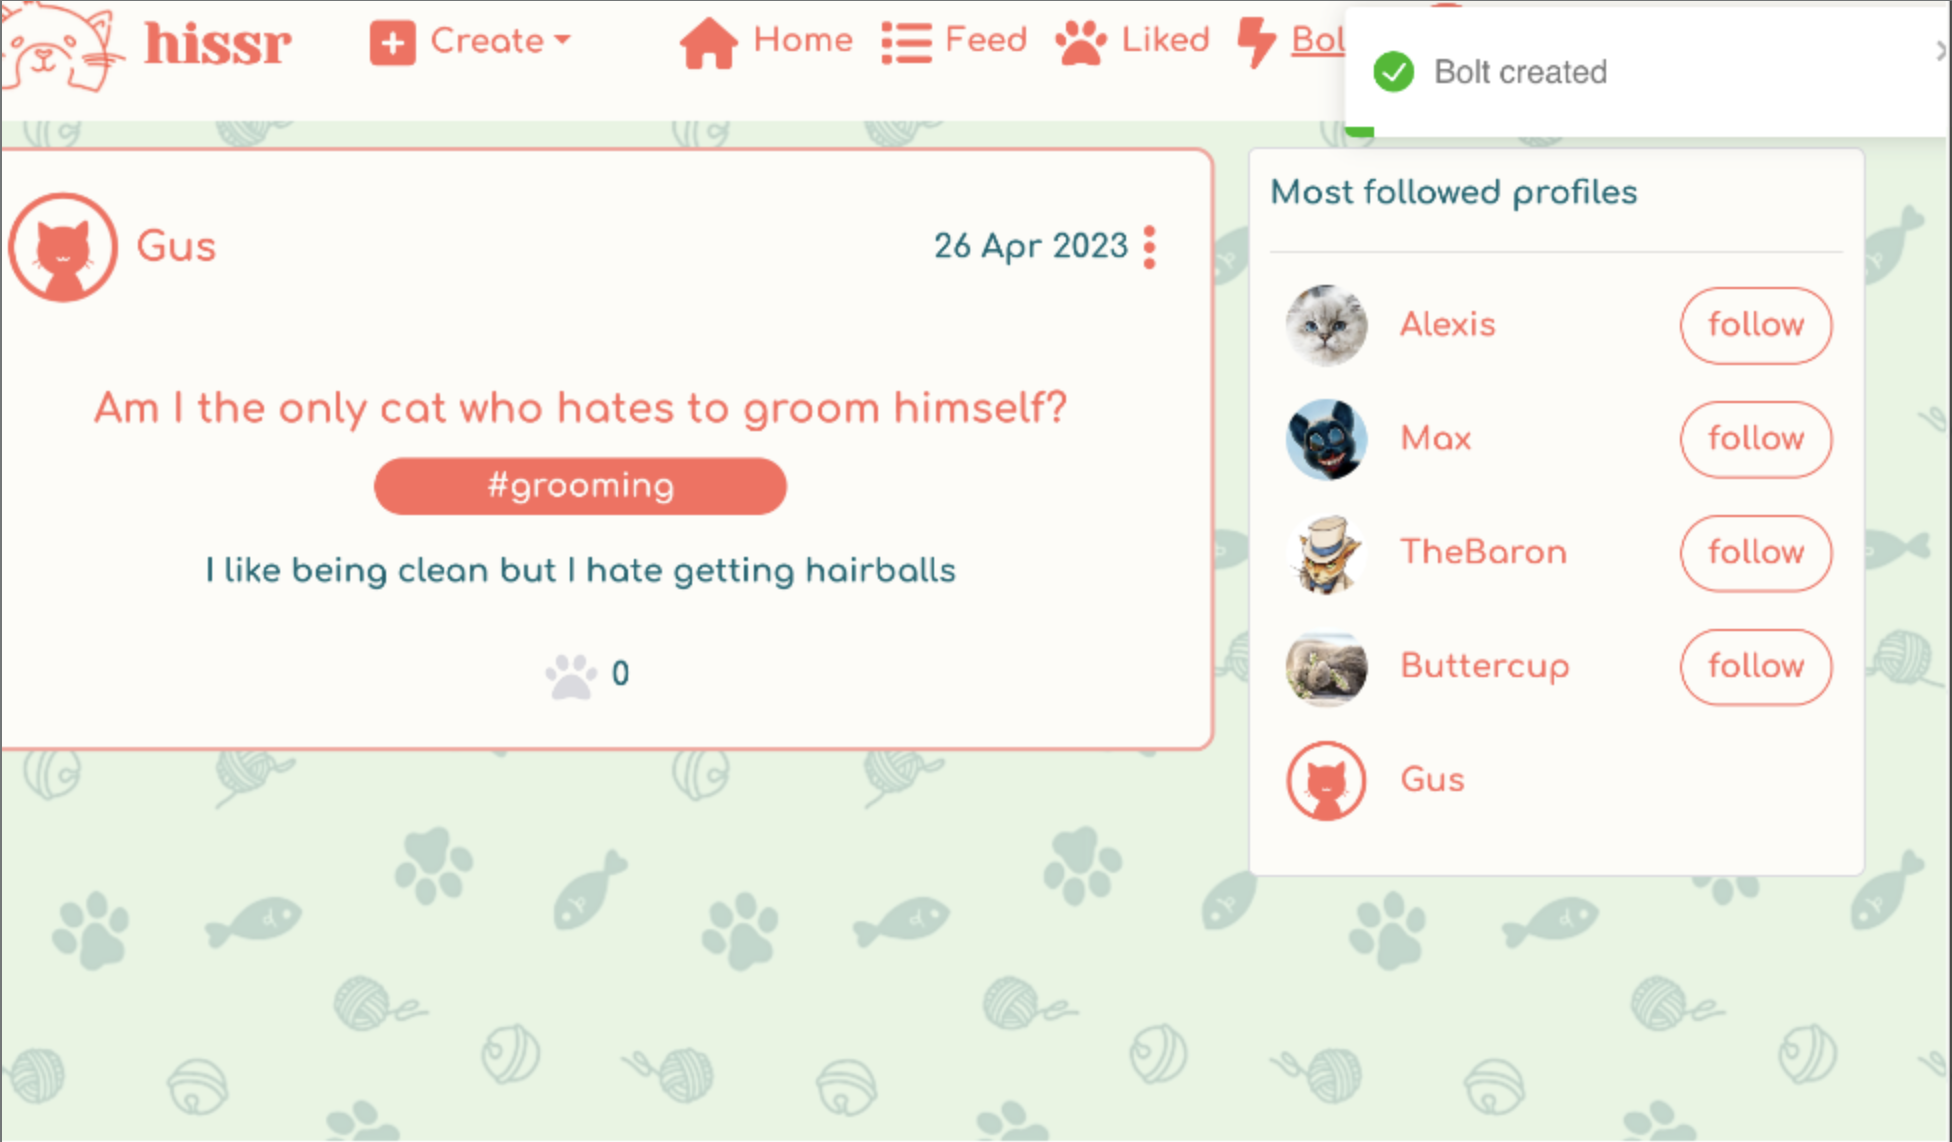 hissr
Create
Home
Feed
Liked
Bolt created
Gus
26 Apr 2023
Am I the only cat who hates to groom himself?
#grooming
I like being clean but I hate getting hairballs
0
Most followed profiles
Alexis
follow
Max
follow
TheBaron
follow
Buttercup
follow
Gus